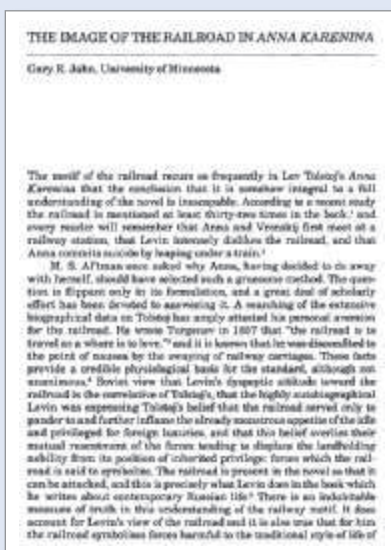 THE IMAGE OF THE RAILROAD IN ANNA KARENINA
Gary R. Jahn, University of Minnesota
The motif of the railroad recurs so frequently in Lev Tolstoj's Anna
Karenina that the conclusion that it is somehow integral to a full
understanding of the novel is inescapable. According to a recent study
the railroad is mentioned at least thirty-two times in the book,¹ and
every reader will remember that Anna and Vronskij first meet at a
railway station, that Levin intensely dislikes the railroad, and that
Anna commits suicide by leaping under a train.²
M. S. Al'tman once asked why Anna, having decided to do away
with herself, should have selected such a gruesome method. The ques-
tion is flippant only in its formulation, and a great deal of scholarly
effort has been devoted to answering it. A searching of the extensive
biographical data on Tolstoj has amply attested his personal aversion
for the railroad. He wrote Turgenev in 1857 that "the railroad is to
travel as a whore is to love,"³ and it is known that he was discomfited to
the point of nausea by the swaying of railway carriages. These facts
provide a credible physiological basis for the standard, although not
unanimous,⁴ Soviet view that Levin's dyspeptic attitude toward the
railroad is the correlative of Tolstoj's, that the highly autobiographical
Levin was expressing Tolstoj's belief that the railroad served only to
pander to and further inflame the already monstrous appetite of the idle
and privileged for foreign luxuries, and that this belief overlies their
mutual resentment of the forces tending to displace the landholding
nobility from its position of inherited privilege: forces which the rail-
road is said to symbolize. The railroad is present in the novel so that it
can be attacked, and this is precisely what Levin does in the book which
he writes about contemporary Russian life.⁵ There is an indubitable
measure of truth in this understanding of the railway motif. It does
account for Levin's view of the railroad and it is also true that for him
the railroad symbolizes forces harmful to the traditional style of life of